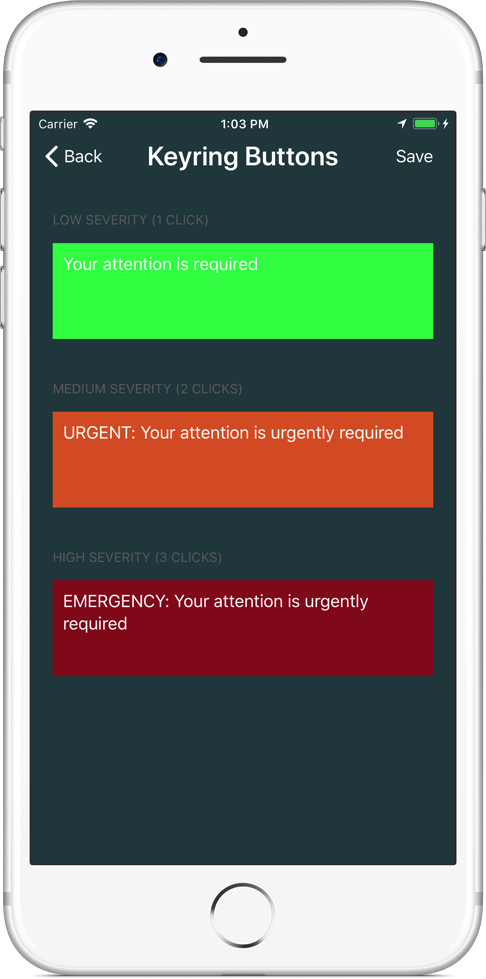 Carrier 1:03 PM
Back Keyring Buttons Save
LOW SEVERITY (1 CLICK)
Your attention is required
MEDIUM SEVERITY (2 CLICKS)
URGENT: Your attention is urgently required
HIGH SEVERITY (3 CLICKS)
EMERGENCY: Your attention is urgently
required